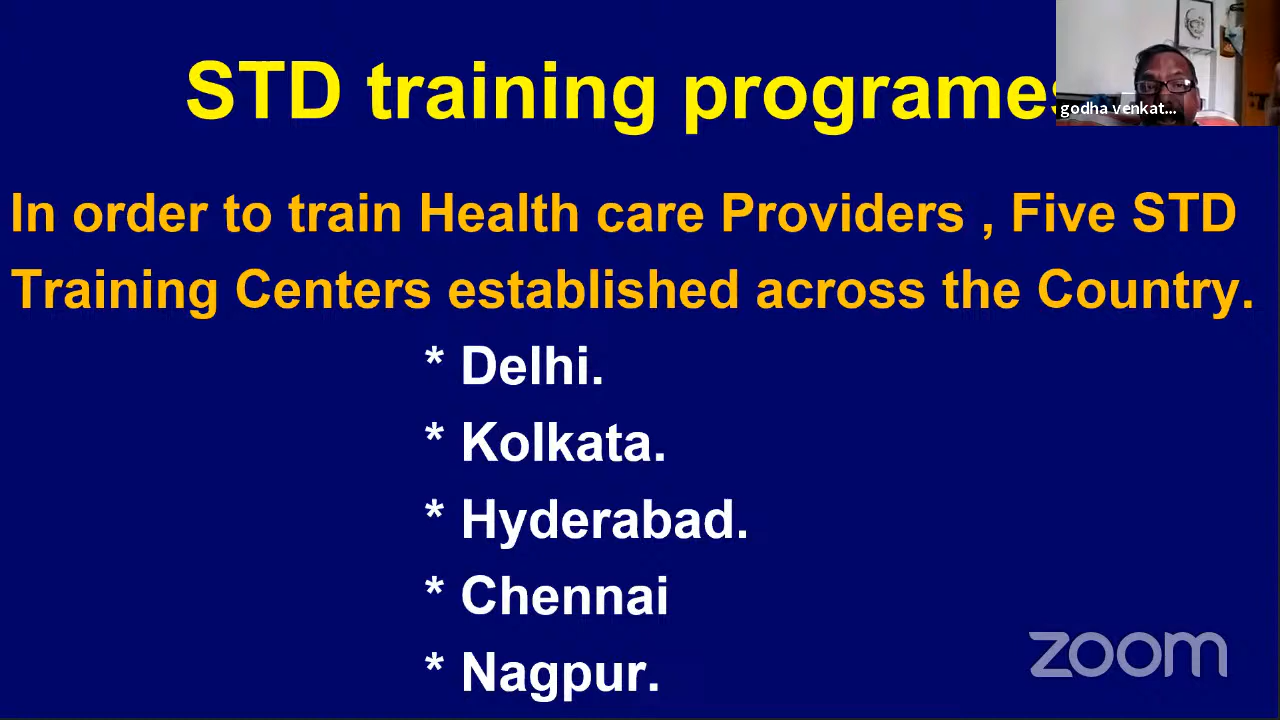 STD training programes
godha venkat...
In order to train Health care Providers , Five STD
Training Centers established across the Country.
* Delhi.
* Kolkata.
* Hyderabad.
* Chennai
* Nagpur.
zoom